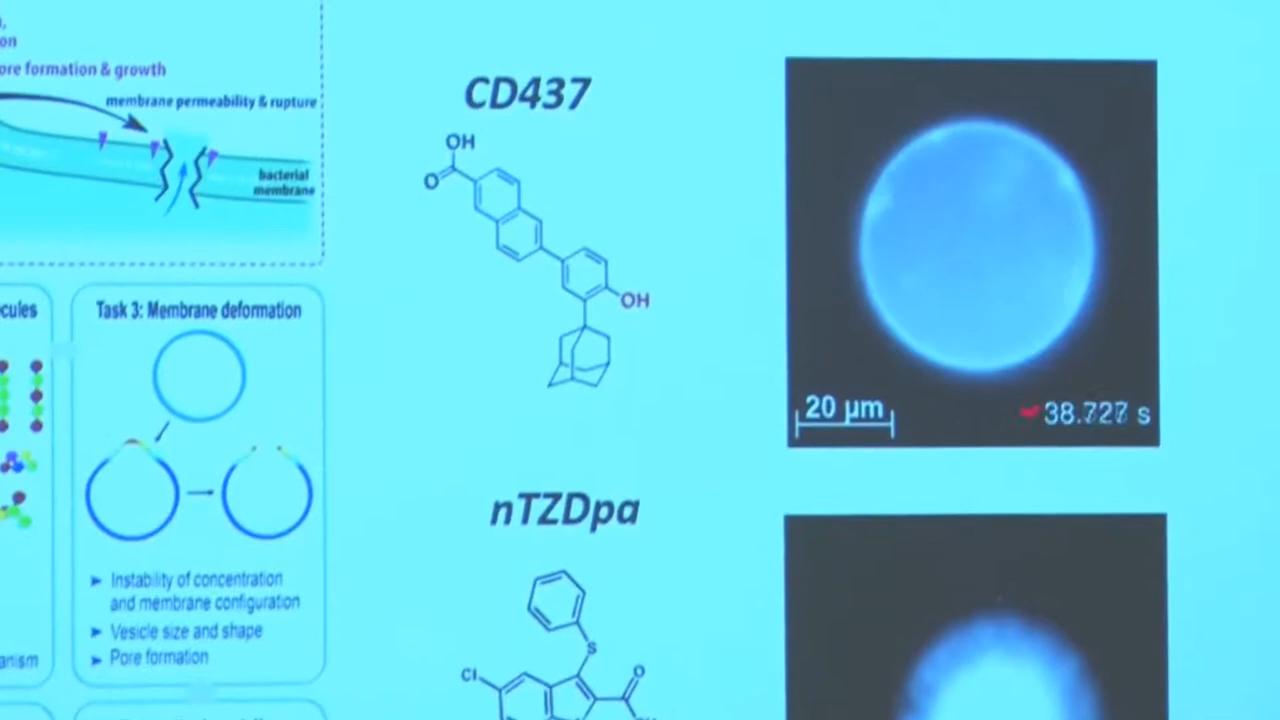 on
ore formation & growth
membrane permeability & rupture
bacterial
membrane
cules
anism
Task 3: Membrane deformation
➤ Instability of concentration
and membrane configuration
➤ Vesicle size and shape
➤ Pore formation
CD437
OH
O
OH
20 µm
38.727 s
nTZDpa
S
Cl
O